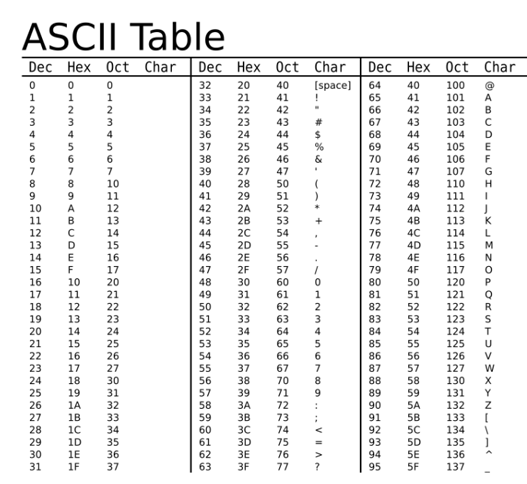 ASCII Table
Dec Hex Oct Char Dec Hex Oct Char Dec Hex Oct Char
0 0 0 32 20 40 [space] 64 40 100 @
1 1 1 33 21 41 ! 65 41 101 A
2 2 2 34 22 42 " 66 42 102 B
3 3 3 35 23 43 # 67 43 103 C
4 4 4 36 24 44 $ 68 44 104 D
5 5 5 37 25 45 % 69 45 105 E
6 6 6 38 26 46 & 70 46 106 F
7 7 7 39 27 47 ' 71 47 107 G
8 8 10 40 28 50 ( 72 48 110 H
9 9 11 41 29 51 ) 73 49 111 I
10 A 12 42 2A 52 * 74 4A 112 J
11 B 13 43 2B 53 + 75 4B 113 K
12 C 14 44 2C 54 , 76 4C 114 L
13 D 15 45 2D 55 - 77 4D 115 M
14 E 16 46 2E 56 . 78 4E 116 N
15 F 17 47 2F 57 / 79 4F 117 O
16 10 20 48 30 60 0 80 50 120 P
17 11 21 49 31 61 1 81 51 121 Q
18 12 22 50 32 62 2 82 52 122 R
19 13 23 51 33 63 3 83 53 123 S
20 14 24 52 34 64 4 84 54 124 T
21 15 25 53 35 65 5 85 55 125 U
22 16 26 54 36 66 6 86 56 126 V
23 17 27 55 37 67 7 87 57 127 W
24 18 30 56 38 70 8 88 58 130 X
25 19 31 57 39 71 9 89 59 131 Y
26 1A 32 58 3A 72 : 90 5A 132 Z
27 1B 33 59 3B 73 ; 91 5B 133 [
28 1C 34 60 3C 74 < 92 5C 134 \
29 1D 35 61 3D 75 = 93 5D 135 ]
30 1E 36 62 3E 76 > 94 5E 136 ^
31 1F 37 63 3F 77 ? 95 5F 137 _